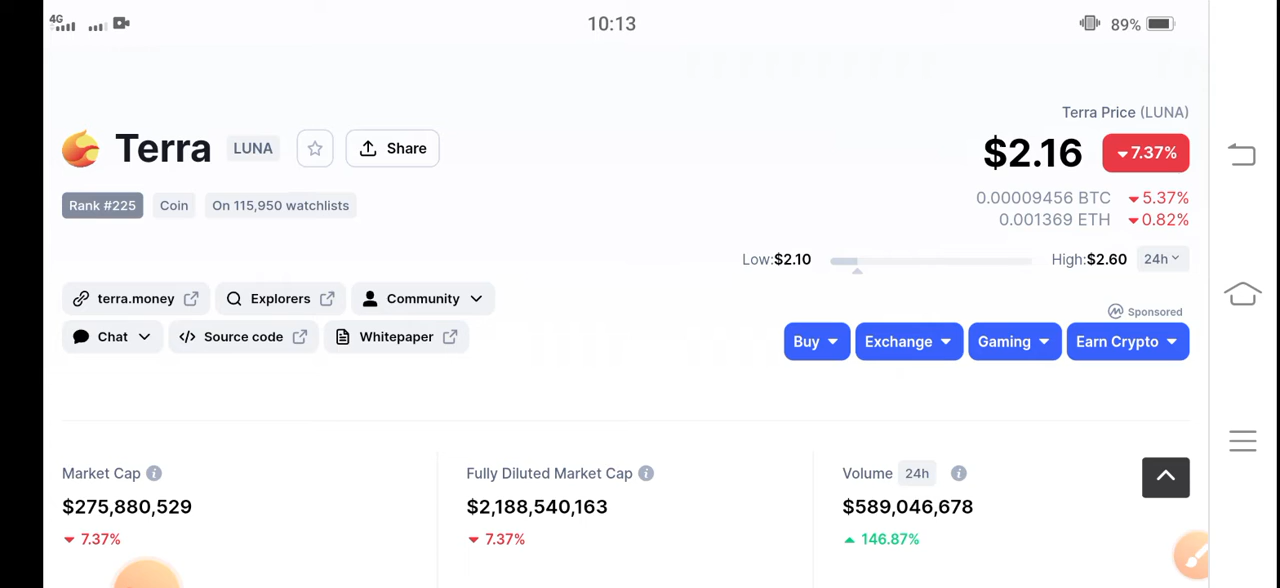 4G
10:13
89%
Terra Price (LUNA)
Terra LUNA Share
$2.16 7.37%
Rank #225 Coin On 115,950 watchlists
0.00009456 BTC 5.37%
0.001369 ETH 0.82%
Low:$2.10 High:$2.60 24h
terra.money Explorers Community
Sponsored
Chat Source code Whitepaper
Buy Exchange Gaming Earn Crypto
Market Cap Fully Diluted Market Cap Volume 24h
$275,880,529 $2,188,540,163 $589,046,678
7.37% 7.37% 146.87%